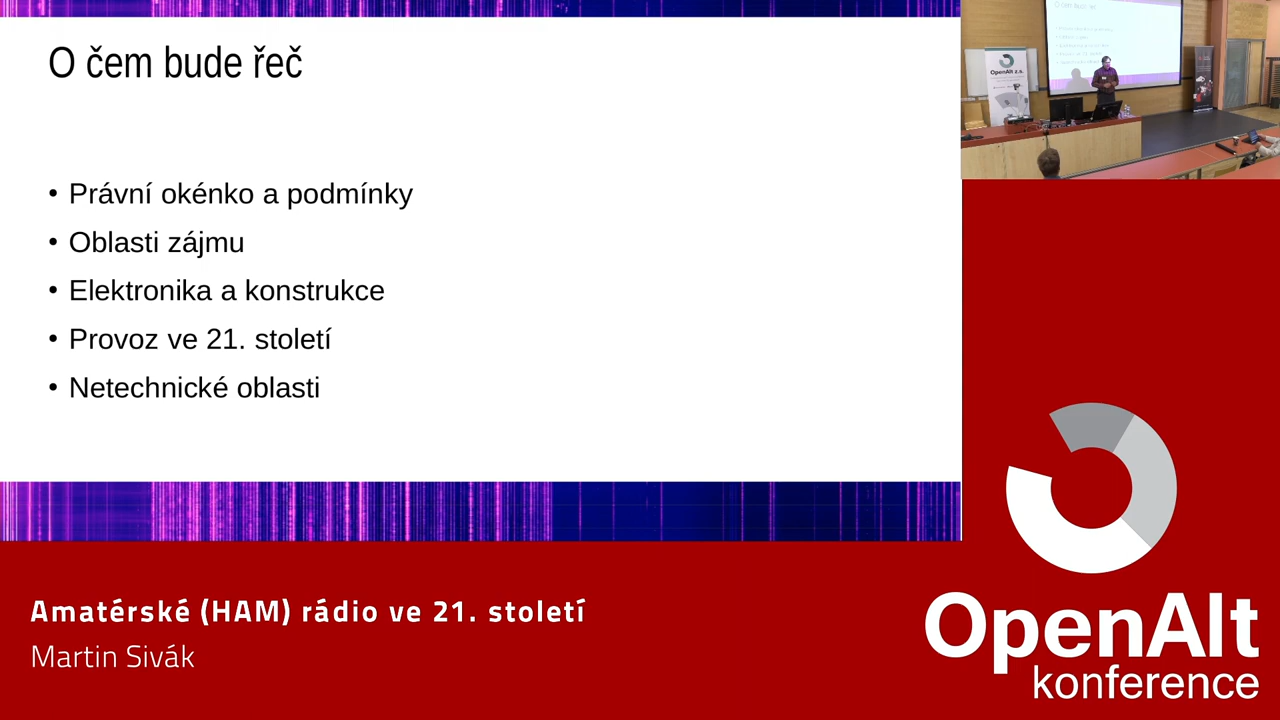 O čem bude řeč
• Právní okénko a podmínky
• Oblasti zájmu
• Elektronika a konstrukce
• Provoz ve 21. století
• Netechnické oblasti
OpenAlt z.s.
Amatérské (HAM) rádio ve 21. století
Martin Sivák
OpenAlt
konference